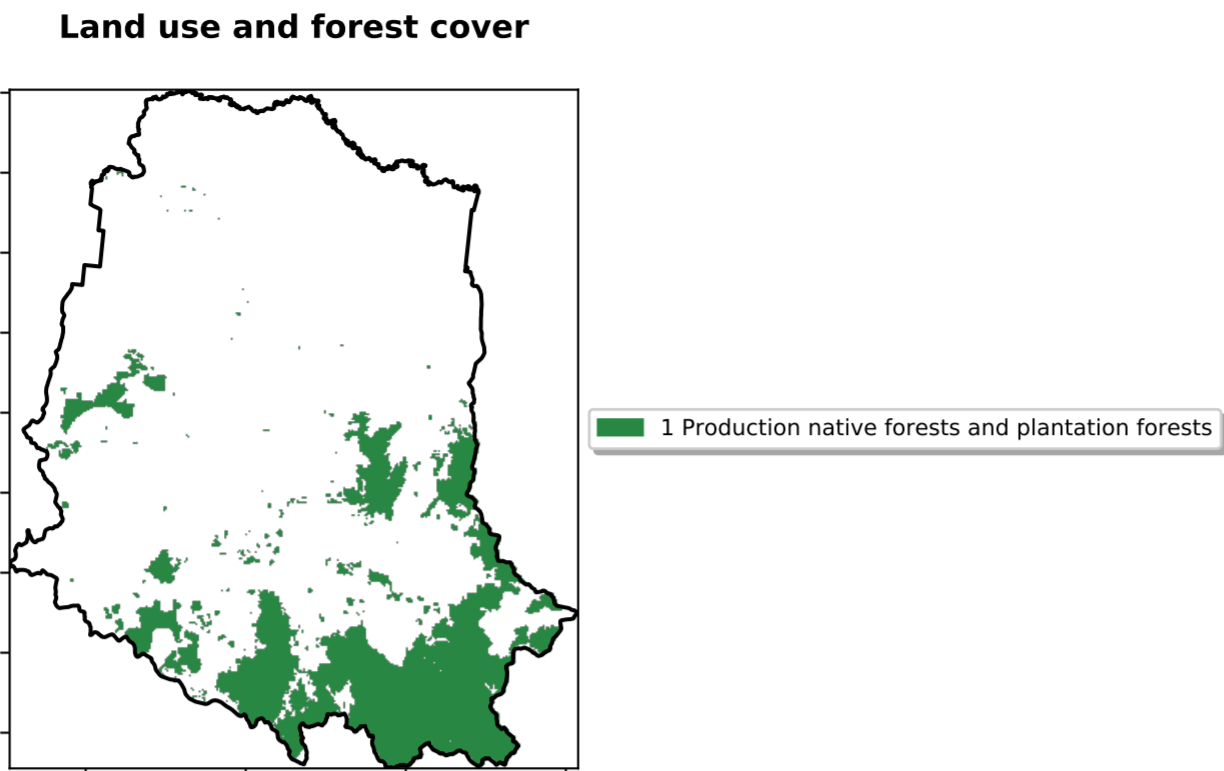 Land use and forest cover
1 Production native forests and plantation forests